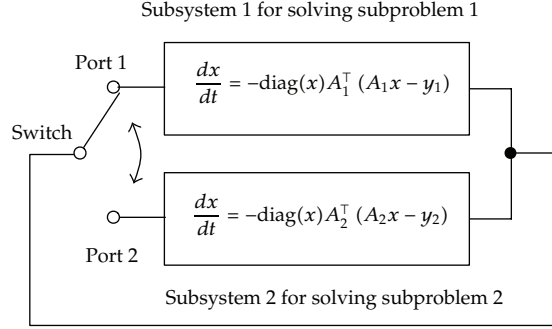 Subsystem 1 for solving subproblem 1
Port 1
dx/dt = −diag(x)A₁⊤ (A₁x − y₁)
Switch
dx/dt = −diag(x)A₂⊤ (A₂x − y₂)
Port 2
Subsystem 2 for solving subproblem 2